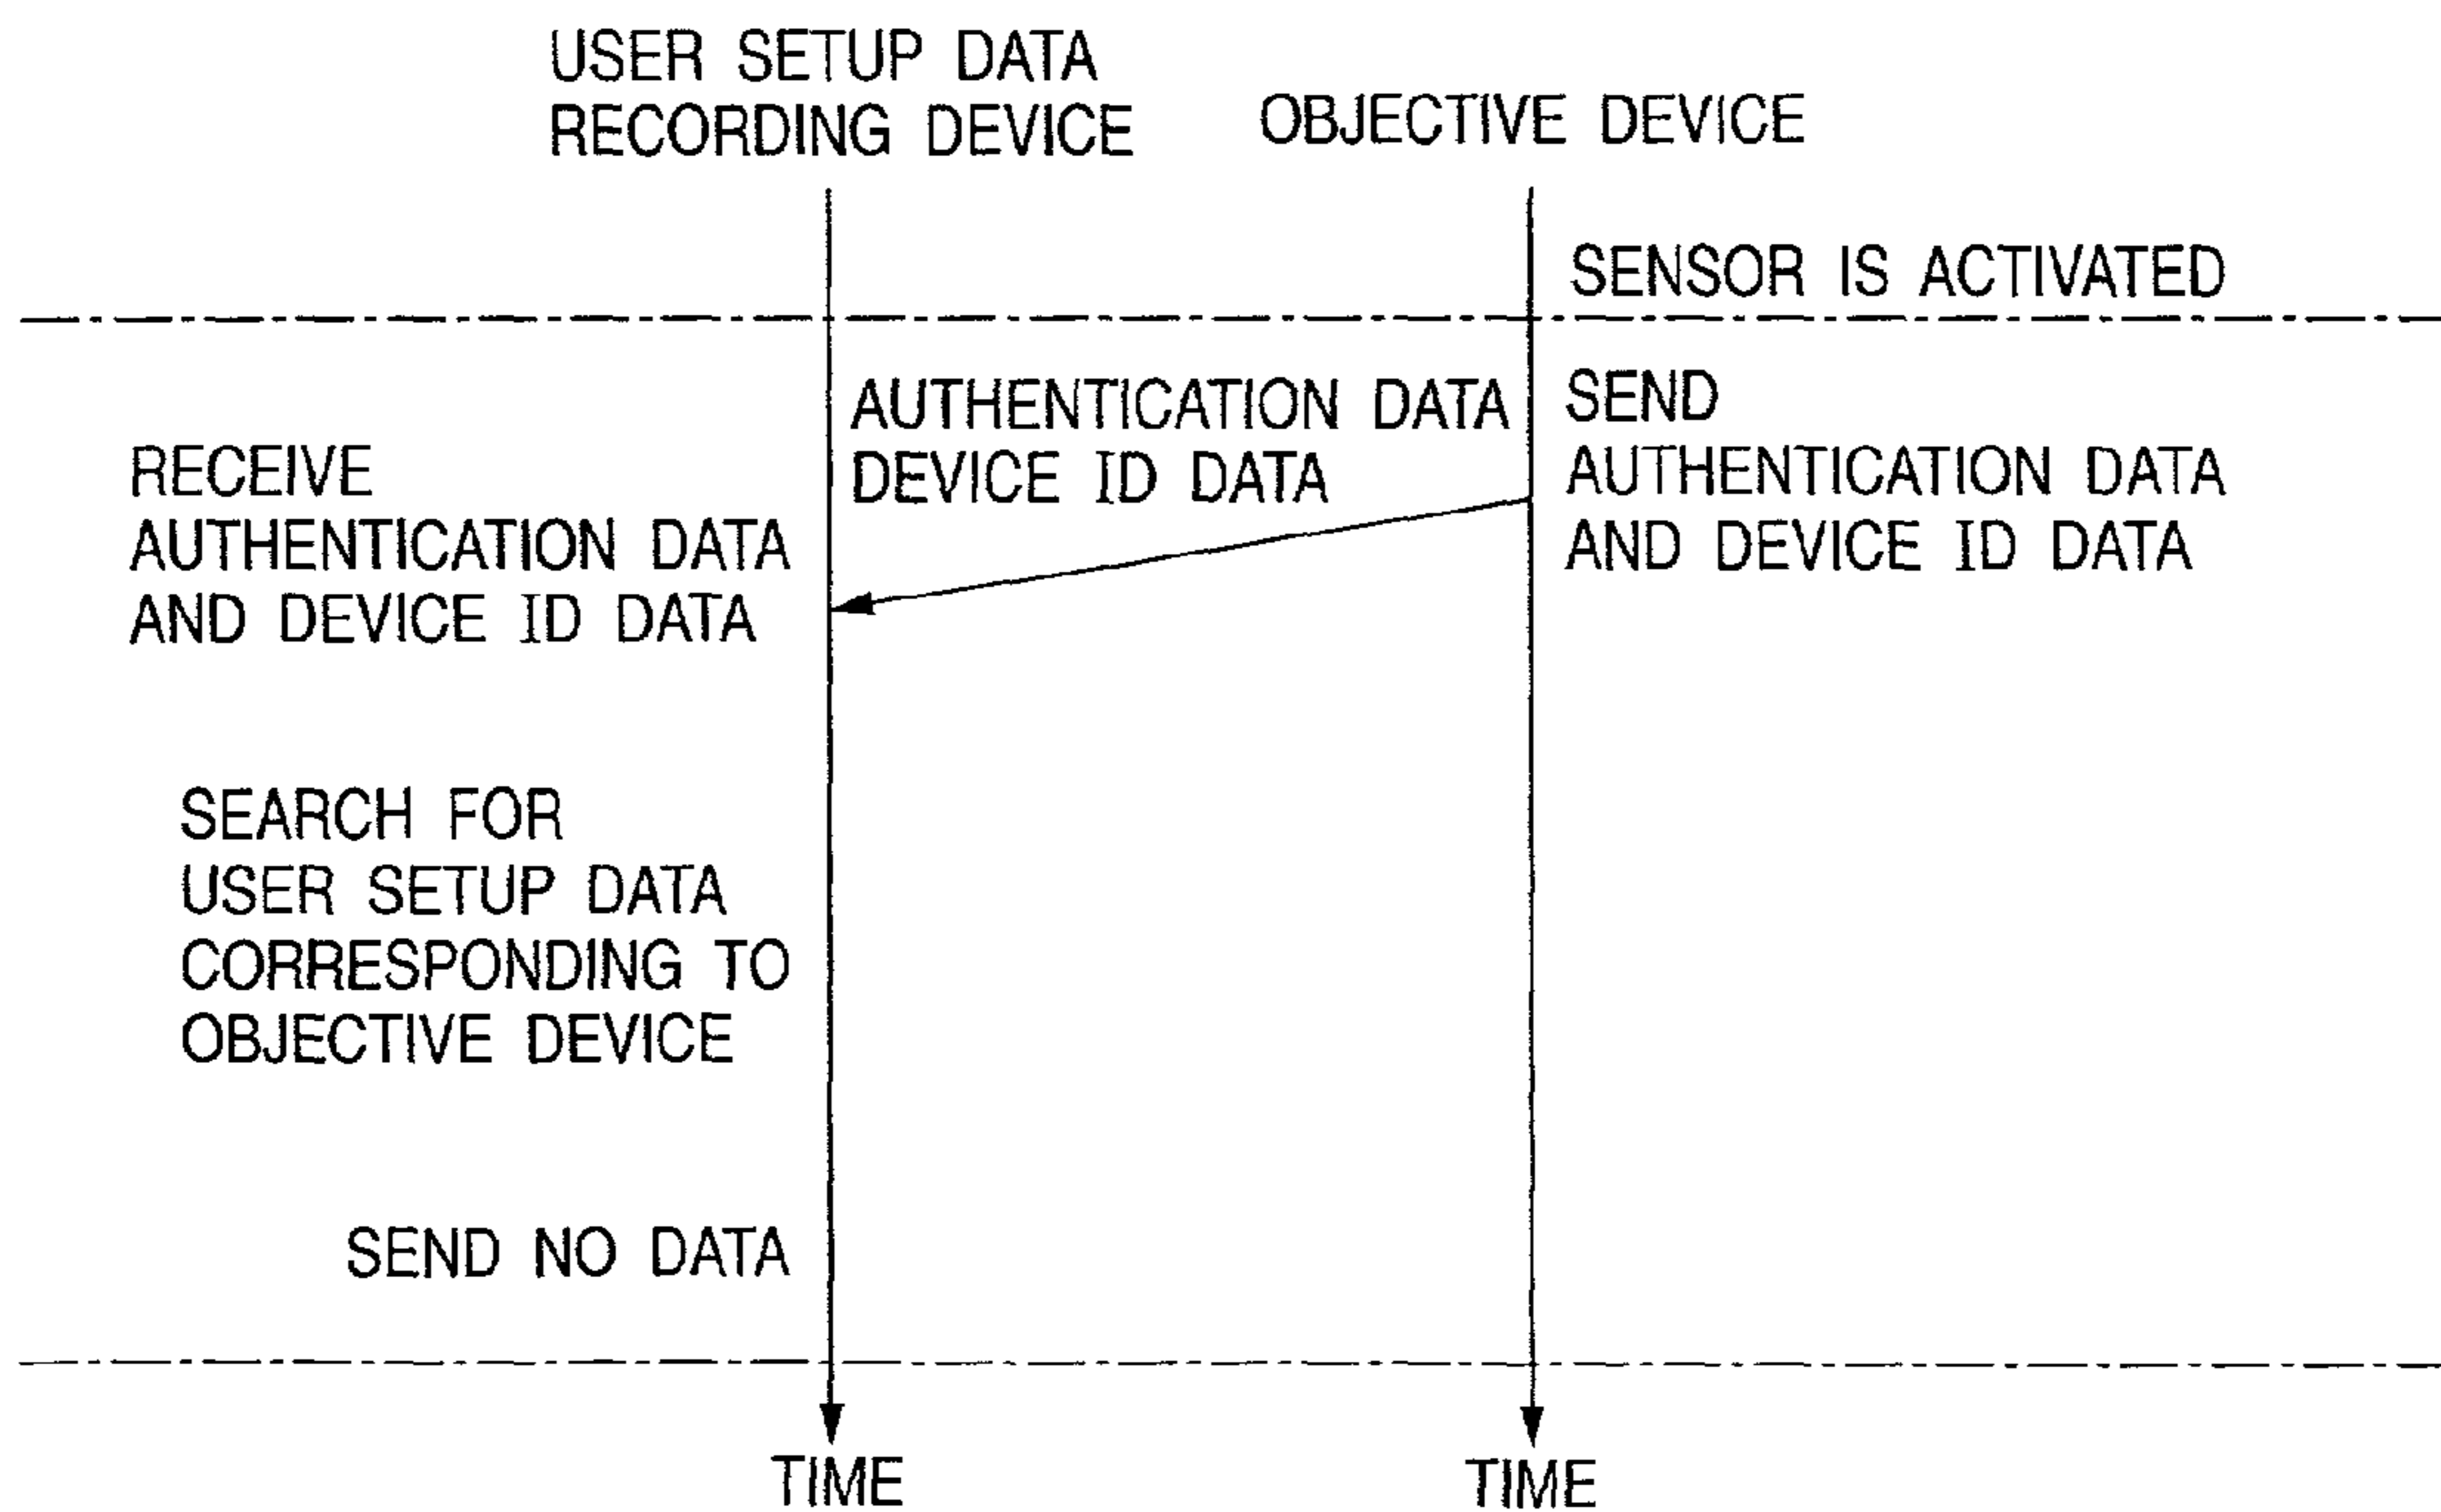 USER SETUP DATA
RECORDING DEVICE
OBJECTIVE DEVICE
SENSOR IS ACTIVATED
AUTHENTICATION DATA
DEVICE ID DATA
SEND
AUTHENTICATION DATA
AND DEVICE ID DATA
RECEIVE
AUTHENTICATION DATA
AND DEVICE ID DATA
SEARCH FOR
USER SETUP DATA
CORRESPONDING TO
OBJECTIVE DEVICE
SEND NO DATA
TIME
TIME